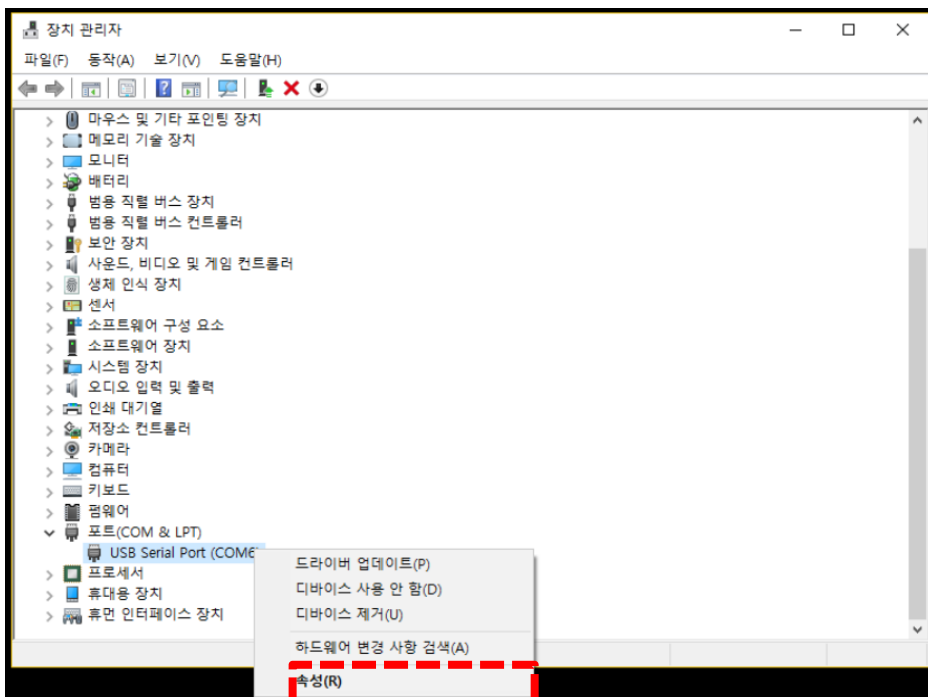 장치 관리자
파일(F) 동작(A) 보기(V) 도움말(H)
마우스 및 기타 포인팅 장치
메모리 기술 장치
모니터
배터리
범용 직렬 버스 장치
범용 직렬 버스 컨트롤러
보안 장치
사운드, 비디오 및 게임 컨트롤러
생체 인식 장치
센서
소프트웨어 구성 요소
소프트웨어 장치
시스템 장치
오디오 입력 및 출력
인쇄 대기열
저장소 컨트롤러
카메라
컴퓨터
키보드
펌웨어
포트(COM & LPT)
USB Serial Port (COM6)
프로세서
휴대용 장치
휴먼 인터페이스 장치
드라이버 업데이트(P)
디바이스 사용 안 함(D)
디바이스 제거(U)
하드웨어 변경 사항 검색(A)
속성(R)